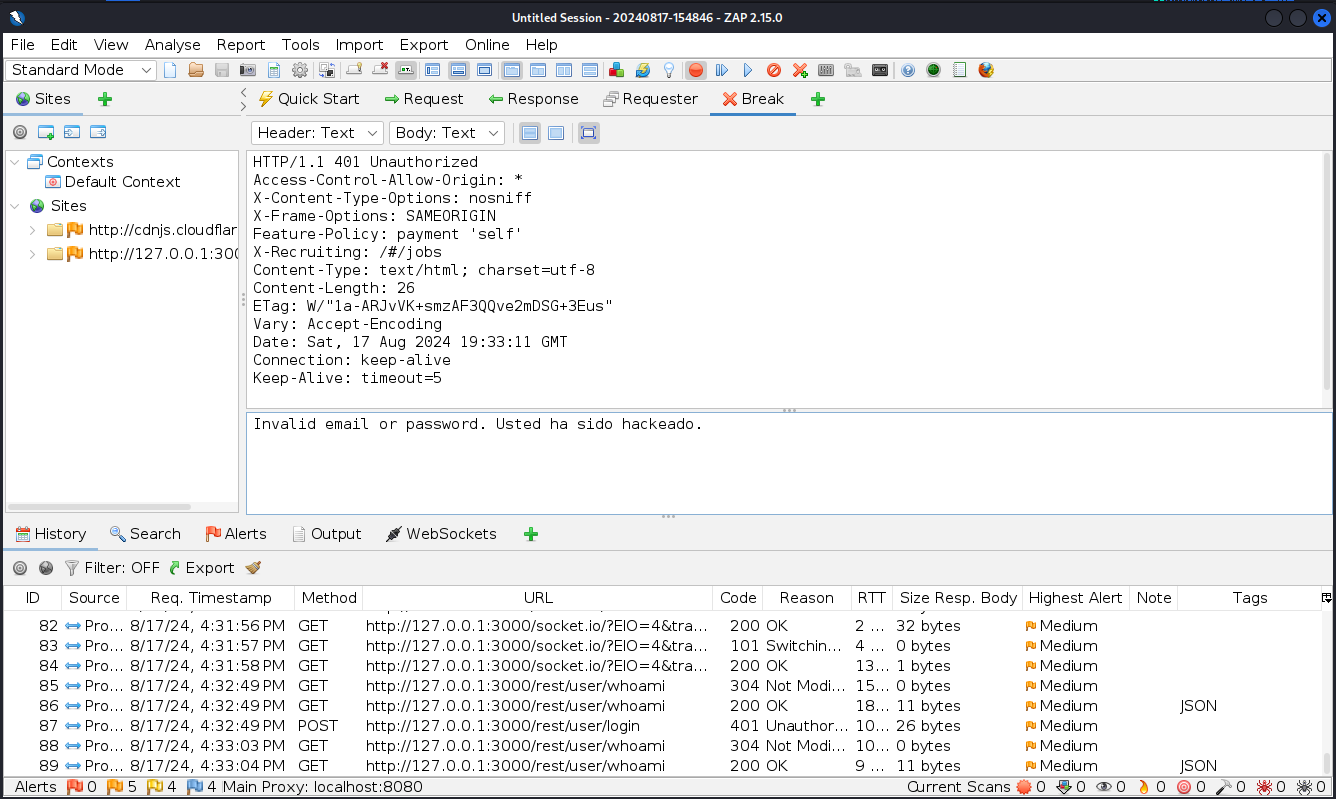 Untitled Session - 20240817-154846 - ZAP 2.15.0
File Edit View Analyse Report Tools Import Export Online Help
Standard Mode
Sites
Quick Start Request Response Requester Break
Header: Text Body: Text
Contexts
Default Context
Sites
http://cdnjs.cloudflar
http://127.0.0.1:300
HTTP/1.1 401 Unauthorized
Access-Control-Allow-Origin: *
X-Content-Type-Options: nosniff
X-Frame-Options: SAMEORIGIN
Feature-Policy: payment 'self'
X-Recruiting: /#/jobs
Content-Type: text/html; charset=utf-8
Content-Length: 26
ETag: W/"1a-ARJvVK+smzAF3QQve2mDSG+3Eus"
Vary: Accept-Encoding
Date: Sat, 17 Aug 2024 19:33:11 GMT
Connection: keep-alive
Keep-Alive: timeout=5
Invalid email or password. Usted ha sido hackeado.
History Search Alerts Output WebSockets
Filter: OFF Export
ID Source Req. Timestamp Method URL Code Reason RTT Size Resp. Body Highest Alert Note Tags
82 Pro... 8/17/24, 4:31:56 PM GET http://127.0.0.1:3000/socket.io/?EIO=4&tra... 200 OK 2 ... 32 bytes Medium
83 Pro... 8/17/24, 4:31:57 PM GET http://127.0.0.1:3000/socket.io/?EIO=4&tra... 101 Switchin... 4 ... 0 bytes Medium
84 Pro... 8/17/24, 4:31:58 PM GET http://127.0.0.1:3000/socket.io/?EIO=4&tra... 200 OK 13... 1 bytes Medium
85 Pro... 8/17/24, 4:32:49 PM GET http://127.0.0.1:3000/rest/user/whoami 304 Not Modi... 15... 0 bytes Medium
86 Pro... 8/17/24, 4:32:49 PM GET http://127.0.0.1:3000/rest/user/whoami 200 OK 18... 11 bytes Medium JSON
87 Pro... 8/17/24, 4:32:49 PM POST http://127.0.0.1:3000/rest/user/login 401 Unauthor... 10... 26 bytes Medium
88 Pro... 8/17/24, 4:33:03 PM GET http://127.0.0.1:3000/rest/user/whoami 304 Not Modi... 10... 0 bytes Medium
89 Pro... 8/17/24, 4:33:04 PM GET http://127.0.0.1:3000/rest/user/whoami 200 OK 9 ... 11 bytes Medium JSON
Alerts 0 5 4 4 Main Proxy: localhost:8080 Current Scans 0 0 0 0 0 0 0 0